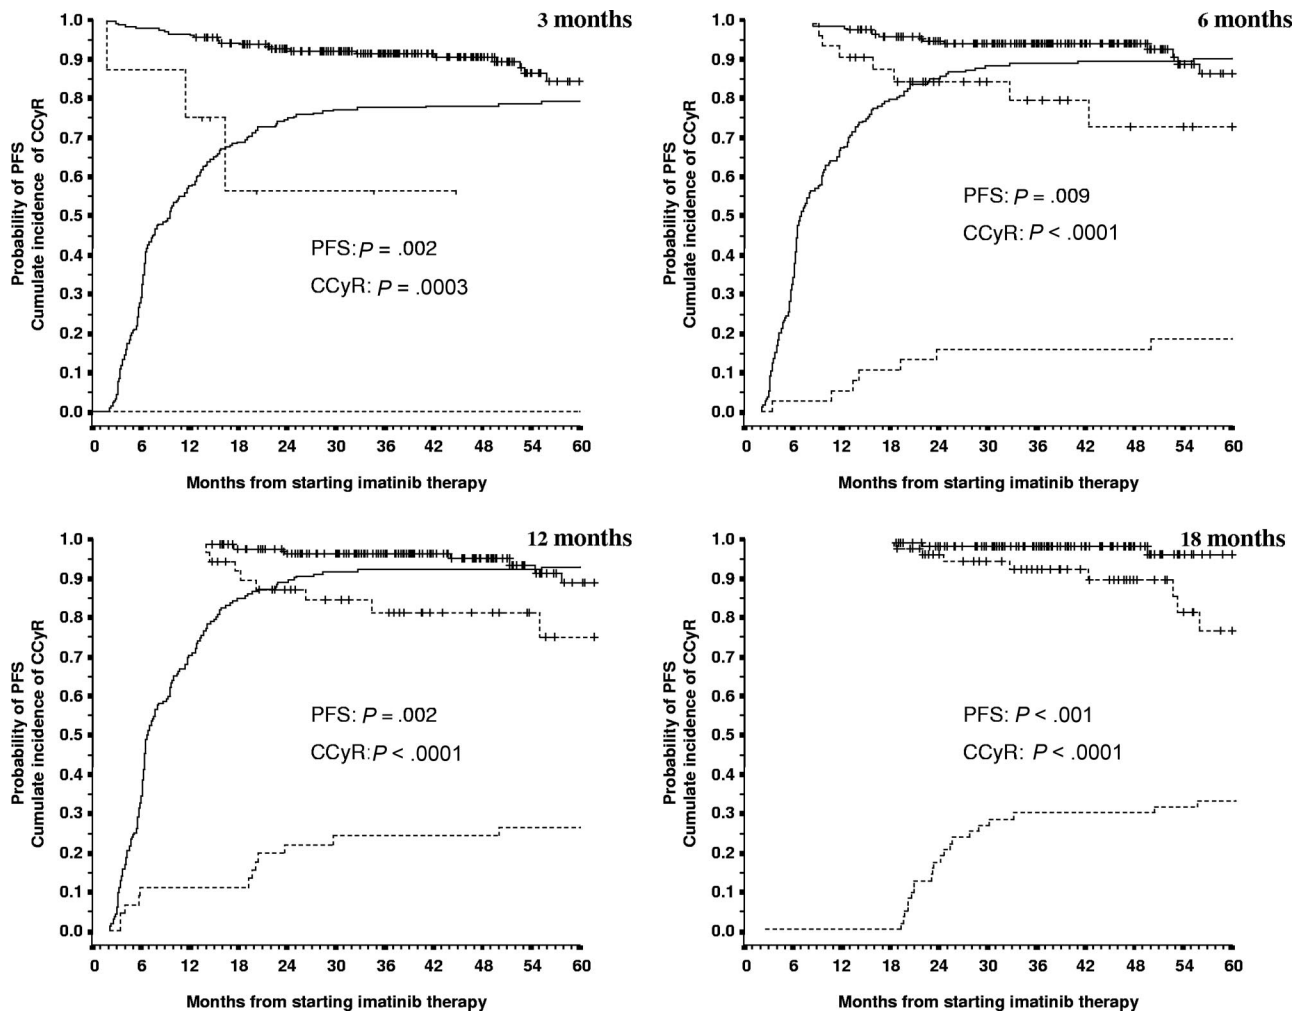 3 months
Probability of PFS
Cumulate incidence of CCyR
1.0
0.9
0.8
0.7
0.6
0.5
0.4
0.3
0.2
0.1
0.0
PFS: P = .002
CCyR: P = .0003
0 6 12 18 24 30 36 42 48 54 60
Months from starting imatinib therapy
6 months
Probability of PFS
Cumulate incidence of CCyR
1.0
0.9
0.8
0.7
0.6
0.5
0.4
0.3
0.2
0.1
0.0
PFS: P = .009
CCyR: P < .0001
0 6 12 18 24 30 36 42 48 54 60
Months from starting imatinib therapy
12 months
Probability of PFS
Cumulate incidence of CCyR
1.0
0.9
0.8
0.7
0.6
0.5
0.4
0.3
0.2
0.1
0.0
PFS: P = .002
CCyR: P < .0001
0 6 12 18 24 30 36 42 48 54 60
Months from starting imatinib therapy
18 months
Probability of PFS
Cumulate incidence of CCyR
1.0
0.9
0.8
0.7
0.6
0.5
0.4
0.3
0.2
0.1
0.0
PFS: P < .001
CCyR: P < .0001
0 6 12 18 24 30 36 42 48 54 60
Months from starting imatinib therapy